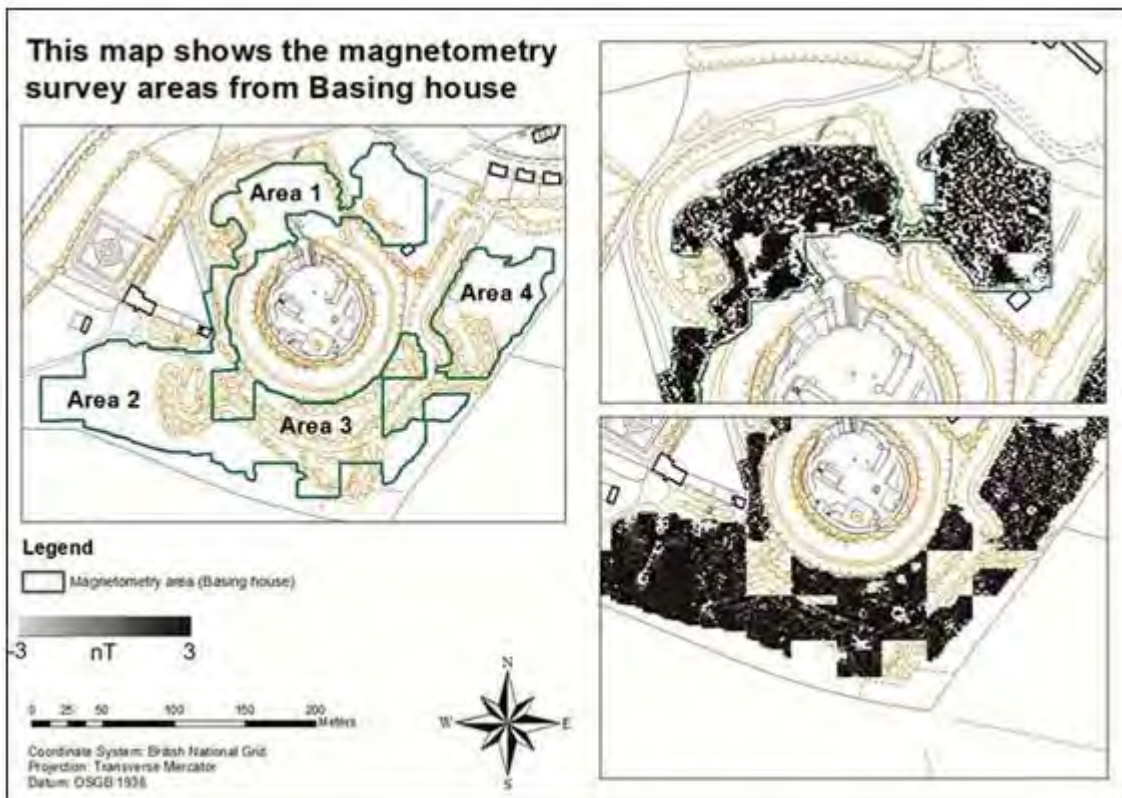 This map shows the magnetometry
survey areas from Basing house
Area 1
Area 4
Area 2
Area 3
Legend
Magnetometry area (Basing house)
-3 nT 3
0 25 50 100 150 200
Meters
N
W E
S
Coordinate System: British National Grid
Projection: Transverse Mercator
Datum: OSGB 1936